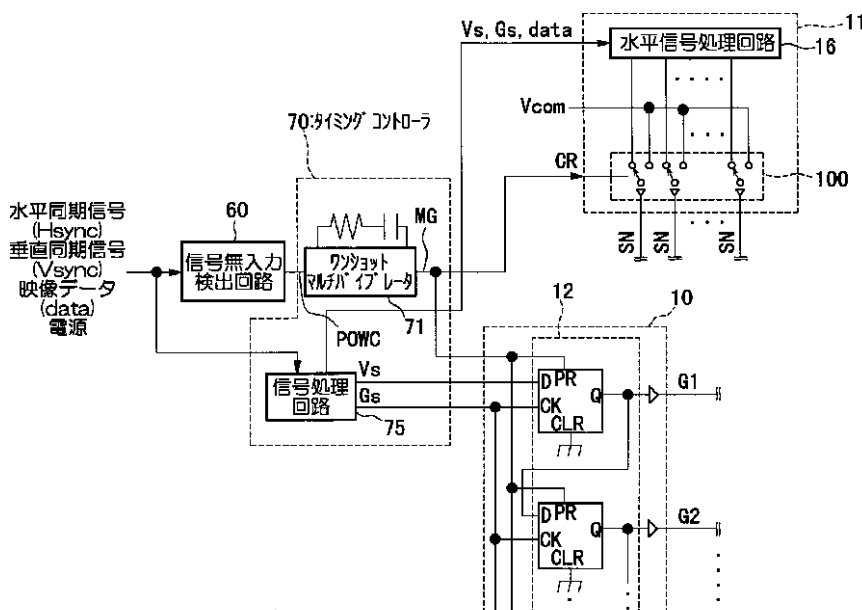 Vs, Gs, data
11
水平信号処理回路
16
Vcom
70:タイミング コントローラ
CR
100
水平同期信号
(Hsync)
垂直同期信号
(Vsync)
映像データ
(data)
電源
60
信号無入力
検出回路
MG
ワンショット
マルチバイブレータ
71
SN
SN
SN
POWC
12
10
信号処理
回路
75
Vs
Gs
D
PR
Q
CK
CLR
G1
D
PR
Q
CK
CLR
G2